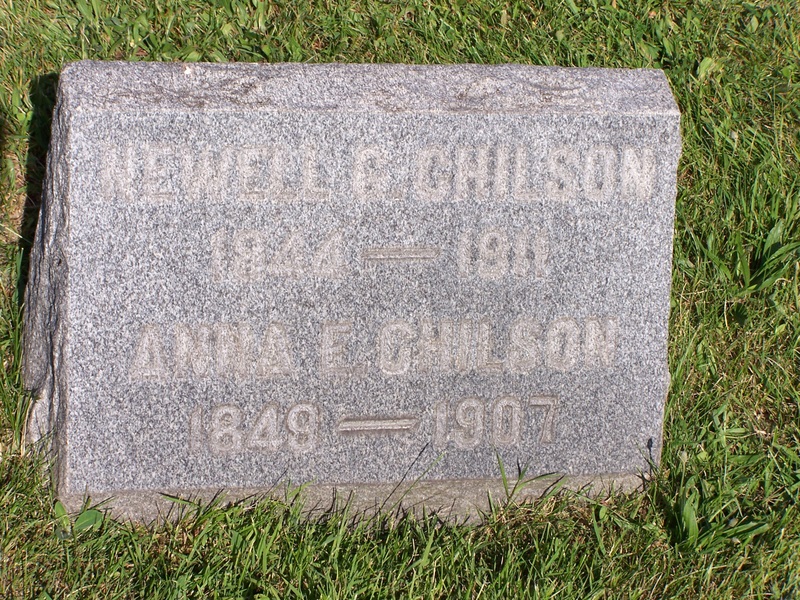 NEWELL C. CHILSON
1844 — 1911
ANNA E. CHILSON
1849 — 1907